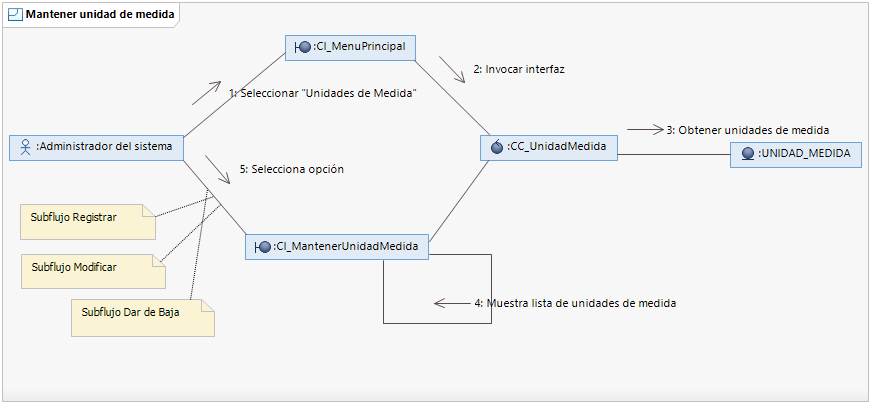 Mantener unidad de medida
:CI_MenuPrincipal
2: Invocar interfaz
1: Seleccionar "Unidades de Medida"
3: Obtener unidades de medida
:Administrador del sistema
:CC_UnidadMedida
:UNIDAD_MEDIDA
5: Selecciona opción
Subflujo Registrar
:CI_MantenerUnidadMedida
Subflujo Modificar
4: Muestra lista de unidades de medida
Subflujo Dar de Baja